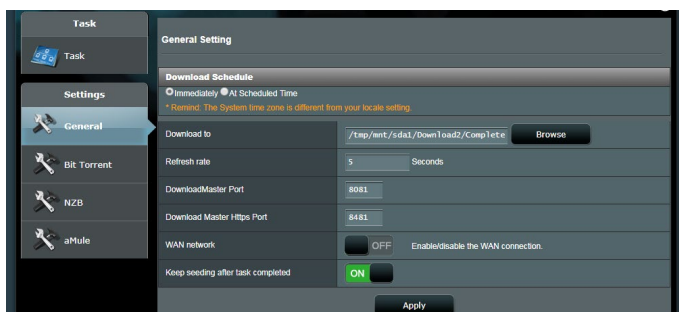 Task
Task
Settings
General
Bit Torrent
NZB
aMule
General Setting
Download Schedule
Immediately At Scheduled Time
* Remind: The System time zone is different from your locale setting.
Download to /tmp/mnt/sda1/Download2/Complete Browse
Refresh rate 5 Seconds
DownloadMaster Port 8081
Download Master Https Port 8481
WAN network OFF Enable/disable the WAN connection.
Keep seeding after task completed ON
Apply